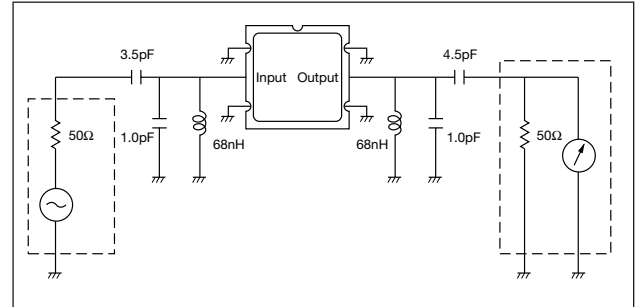 3.5pF
4.5pF
Input Output
50Ω
1.0pF
68nH
68nH
1.0pF
50Ω